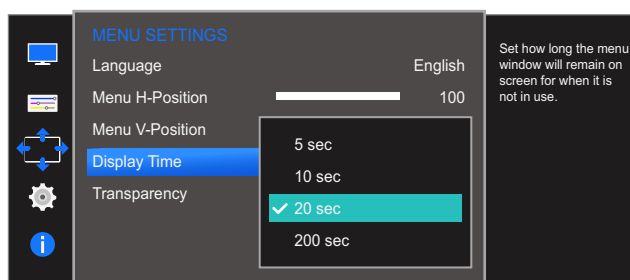 MENU SETTINGS
Language English
Menu H-Position 100
Menu V-Position
Display Time
Transparency
5 sec
10 sec
20 sec
200 sec
Set how long the menu
window will remain on
screen for when it is
not in use.